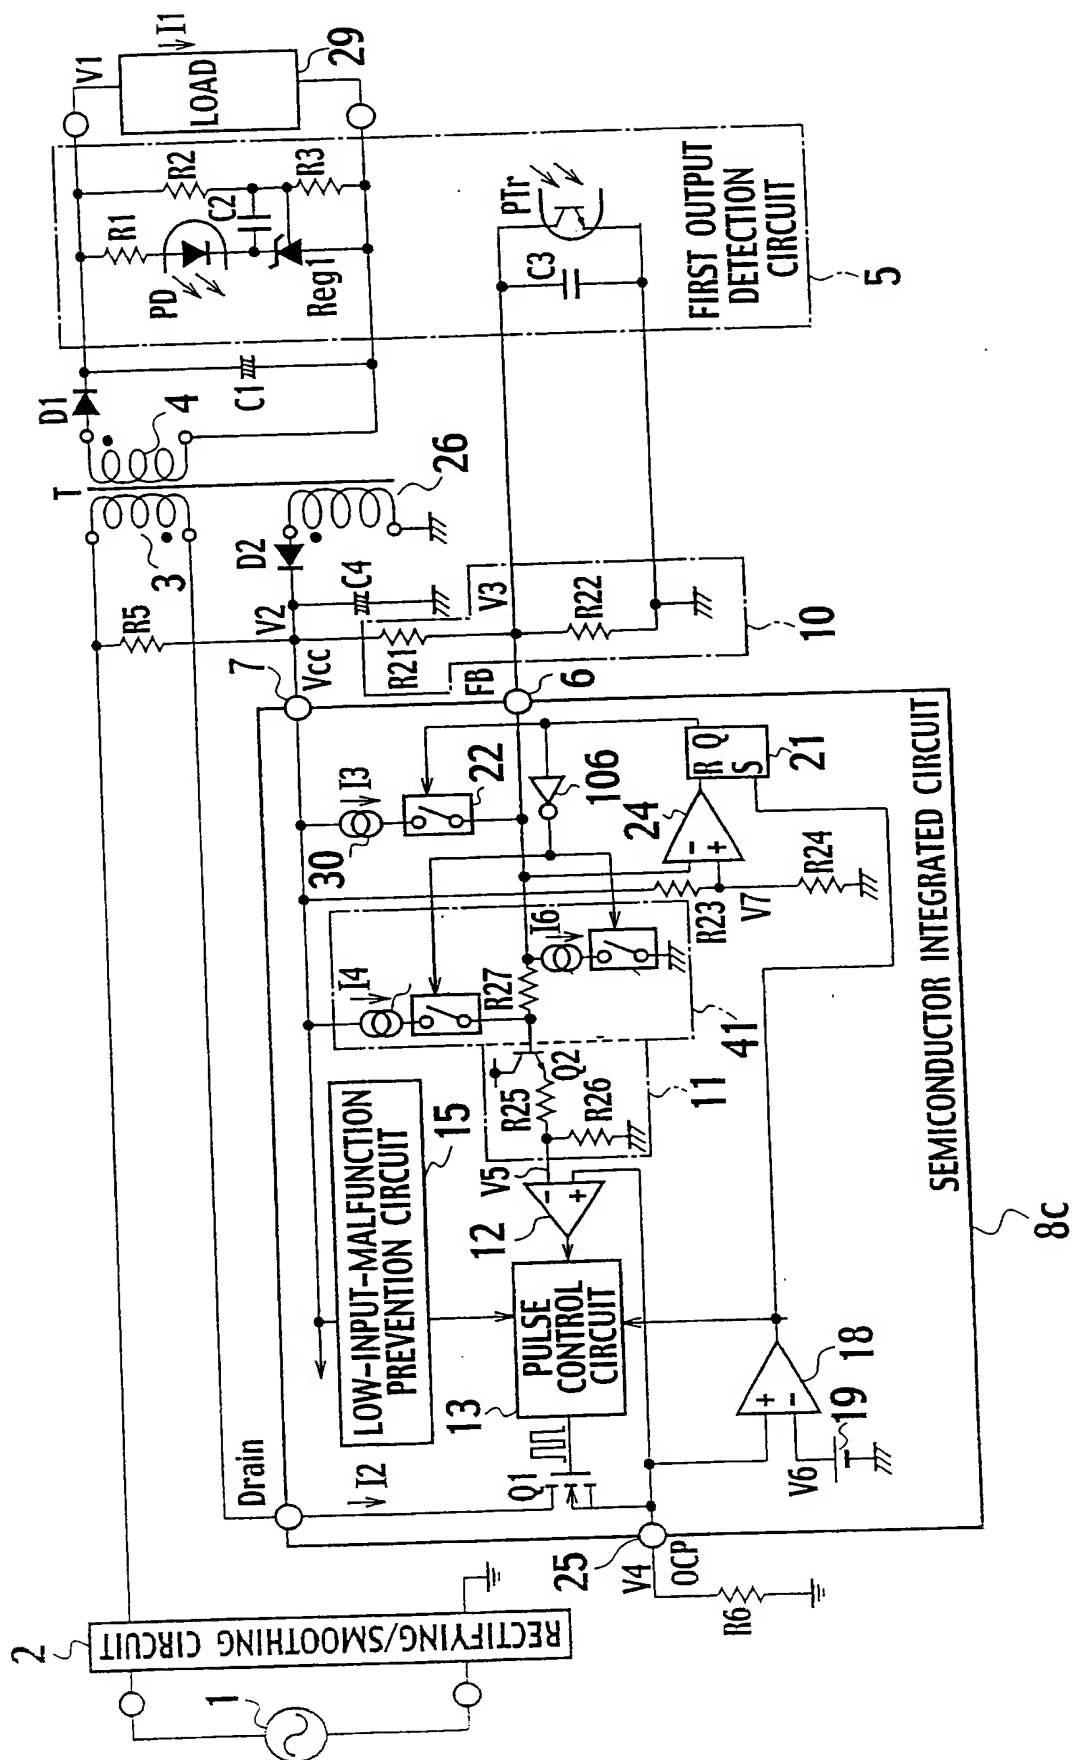 1
2
RECTIFYING/SMOOTHING CIRCUIT
T
3
4
D1
C1
R1
PD
Reg1
R2
C2
R3
V1
LOAD
I1
29
FIRST OUTPUT
DETECTION
CIRCUIT
5
PTr
C3
R5
D2
26
V2
C4
7
Vcc
R21
V3
R22
10
FB
6
Drain
I2
Q1
LOW-INPUT-MALFUNCTION
PREVENTION CIRCUIT
15
13
PULSE
CONTROL
CIRCUIT
12
V5
- +
R25
R26
Q2
11
41
I4
R27
I6
30
I3
22
106
24
- +
R23
V7
R24
R Q
S
21
25
V4
OCP
R6
+ -
18
V6
19
SEMICONDUCTOR INTEGRATED CIRCUIT
8c